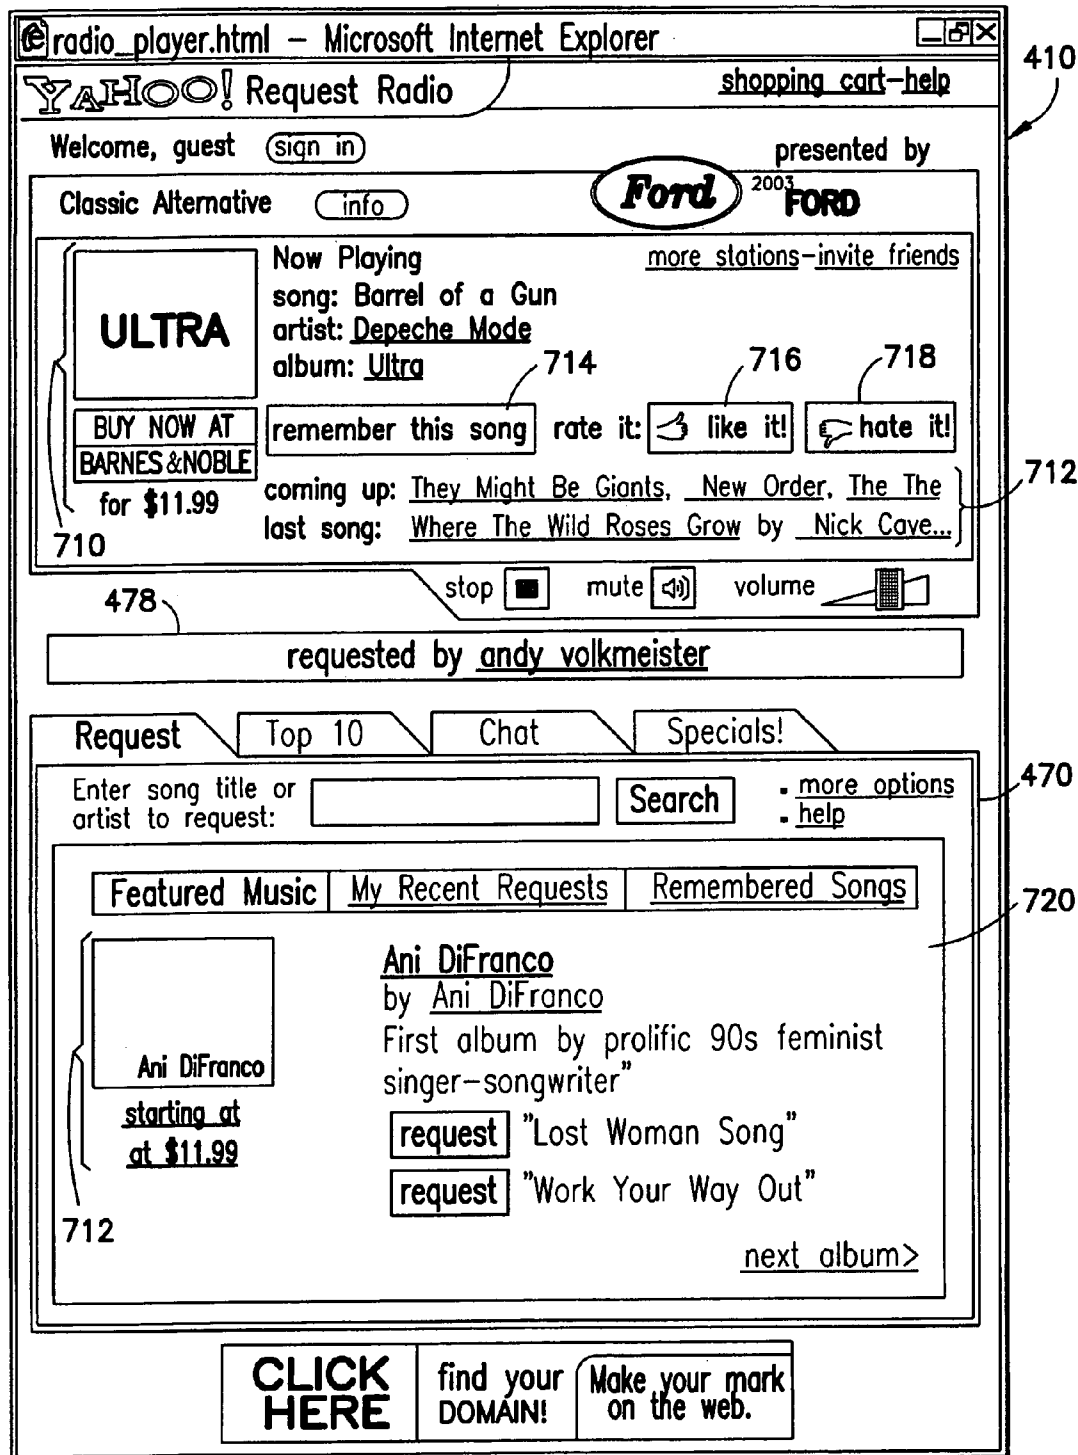 radio_player.html – Microsoft Internet Explorer
410
YAHOO! Request Radio
shopping cart-help
Welcome, guest sign in
presented by
Classic Alternative info
Ford 2003 FORD
Now Playing
more stations-invite friends
song: Barrel of a Gun
ULTRA
artist: Depeche Mode
album: Ultra
714 716 718
BUY NOW AT
BARNES&NOBLE
for $11.99
remember this song rate it: like it! hate it!
coming up: They Might Be Giants, New Order, The The
last song: Where The Wild Roses Grow by Nick Cave...
712
710
stop mute volume
478
requested by andy volkmeister
Request Top 10 Chat Specials!
Enter song title or
artist to request:
Search
- more options
- help
470
Featured Music My Recent Requests Remembered Songs
720
Ani DiFranco
by Ani DiFranco
First album by prolific 90s feminist
singer-songwriter"
Ani DiFranco
starting at
at $11.99
request "Lost Woman Song"
request "Work Your Way Out"
712
next album>
CLICK
HERE
find your
DOMAIN!
Make your mark
on the web.